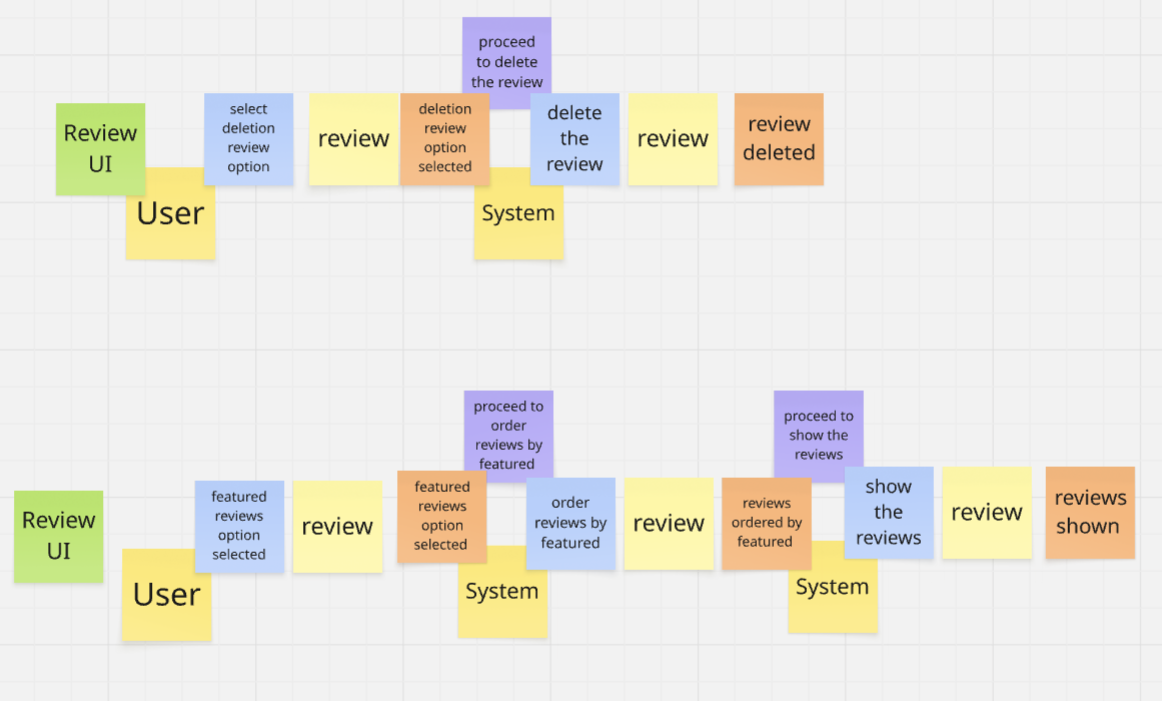 proceed
to delete
the review
Review
UI
User
select
deletion
review
option
review
deletion
review
option
selected
System
delete
the
review
review
review
deleted
Review
UI
User
featured
reviews
option
selected
review
proceed to
order
reviews by
featured
featured
reviews
option
selected
System
order
reviews by
featured
review
proceed to
show the
reviews
reviews
ordered by
featured
System
show
the
reviews
review
reviews
shown